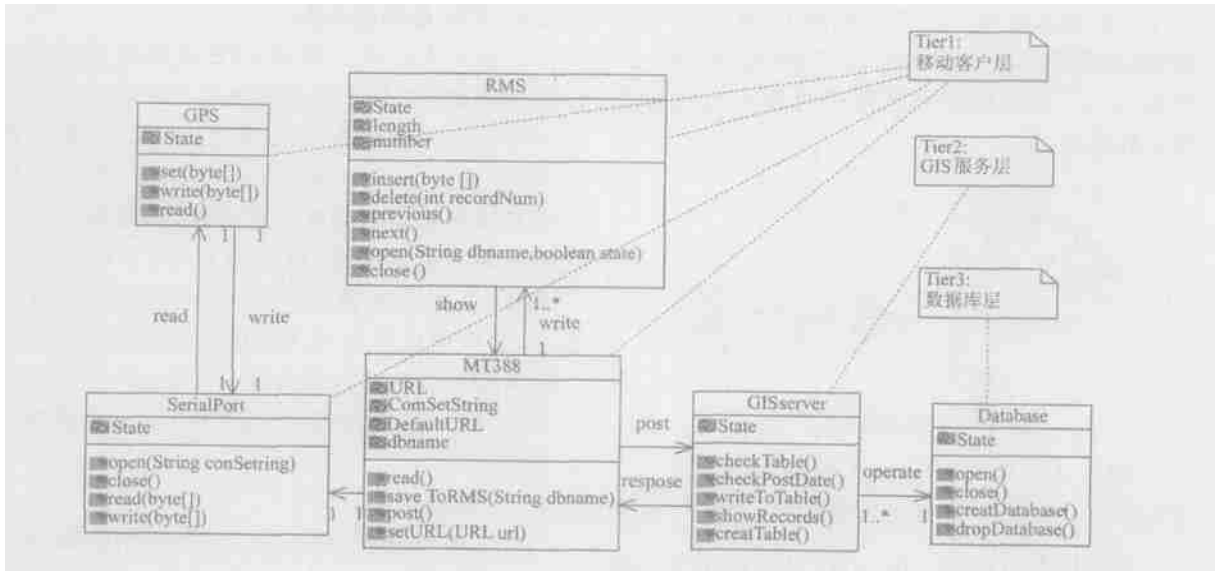 Tier1:
移动客户层
RMS
State
length
number
insert(byte [])
delete(int recordNum)
previous()
next()
open(String dbname,boolean state)
close()
GPS
State
set(byte[])
write(byte[])
read()
1 1
Tier2:
GIS服务层
Tier3:
数据库层
read
write
show
1..*
write
1
1 1
SerialPort
State
open(String conSetring)
close()
read(byte[])
write(byte[])
MT388
URL
ComSetString
DefaultURL
dbname
read()
save ToRMS(String dbname)
post()
setURL(URL url)
post
respose
GISserver
State
checkTable()
checkPostDate()
writeToTable()
showRecords()
creatTable()
operate
1..* 1
Database
State
open()
close()
creatDatabase()
dropDatabase()